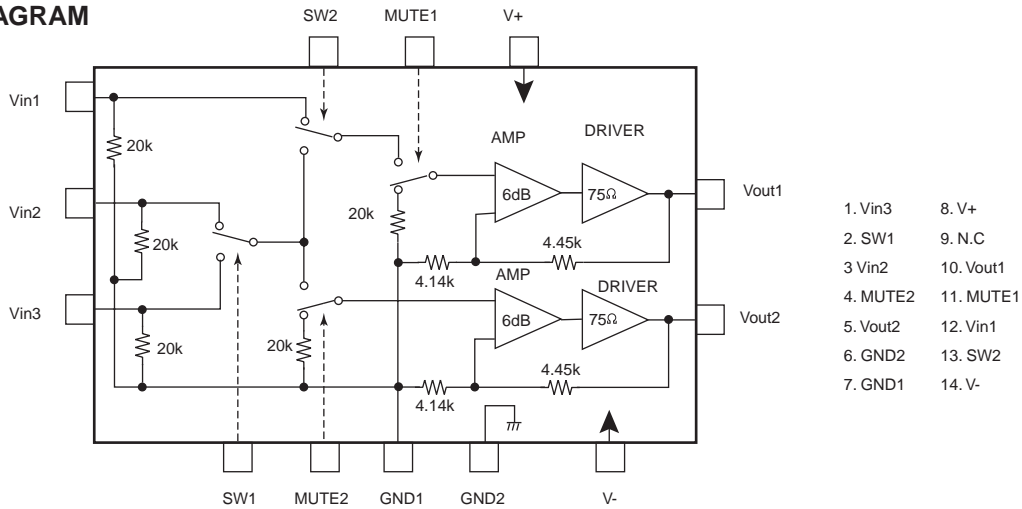 AGRAM
SW2 MUTE1 V+
Vin1
20k
AMP DRIVER
6dB 75Ω
Vout1
Vin2
20k
20k
4.14k 4.45k
AMP DRIVER
6dB 75Ω
Vout2
Vin3
20k
20k
4.14k 4.45k
SW1 MUTE2 GND1 GND2 V-
1. Vin3 8. V+
2. SW1 9. N.C
3 Vin2 10. Vout1
4. MUTE2 11. MUTE1
5. Vout2 12. Vin1
6. GND2 13. SW2
7. GND1 14. V-